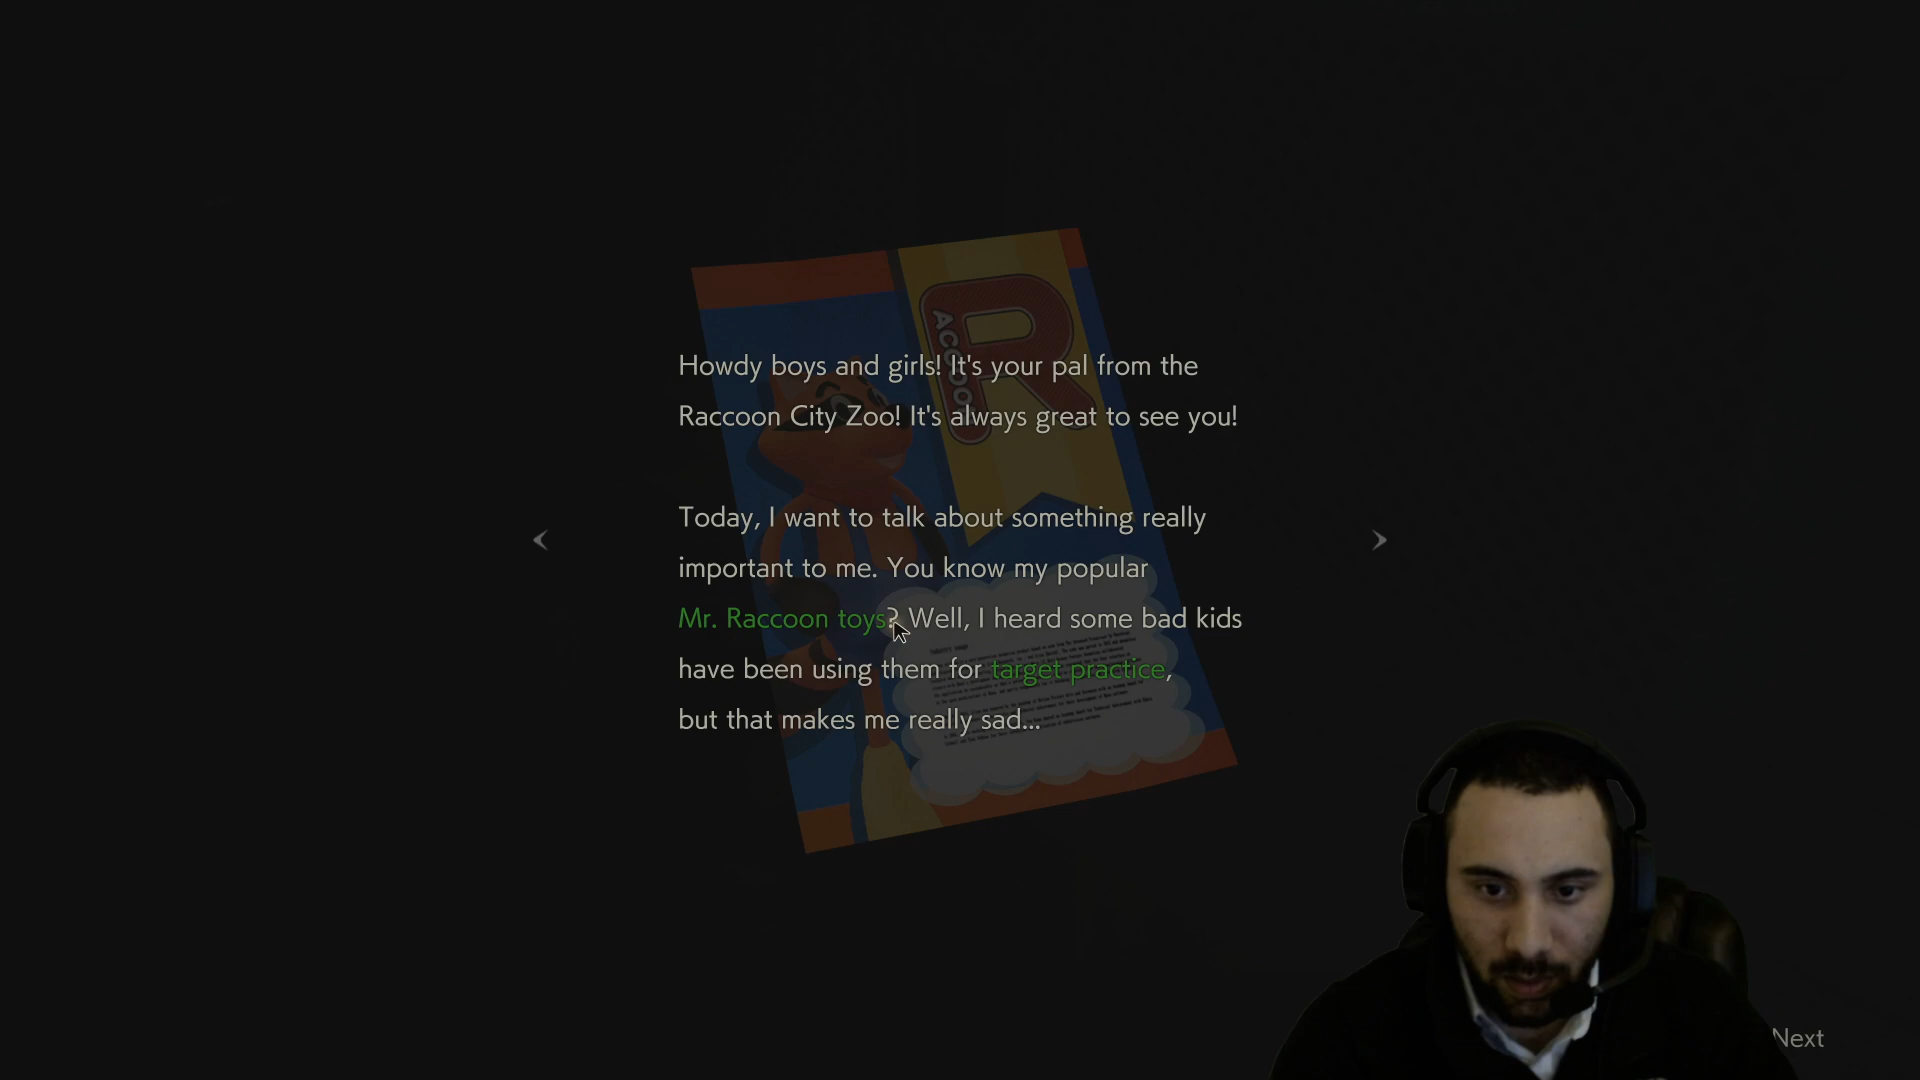 Howdy boys and girls! It's your pal from the
Raccoon City Zoo! It's always great to see you!
Today, I want to talk about something really
important to me. You know my popular
Mr. Raccoon toys? Well, I heard some bad kids
have been using them for target practice,
but that makes me really sad...
R
ACCOON
Next